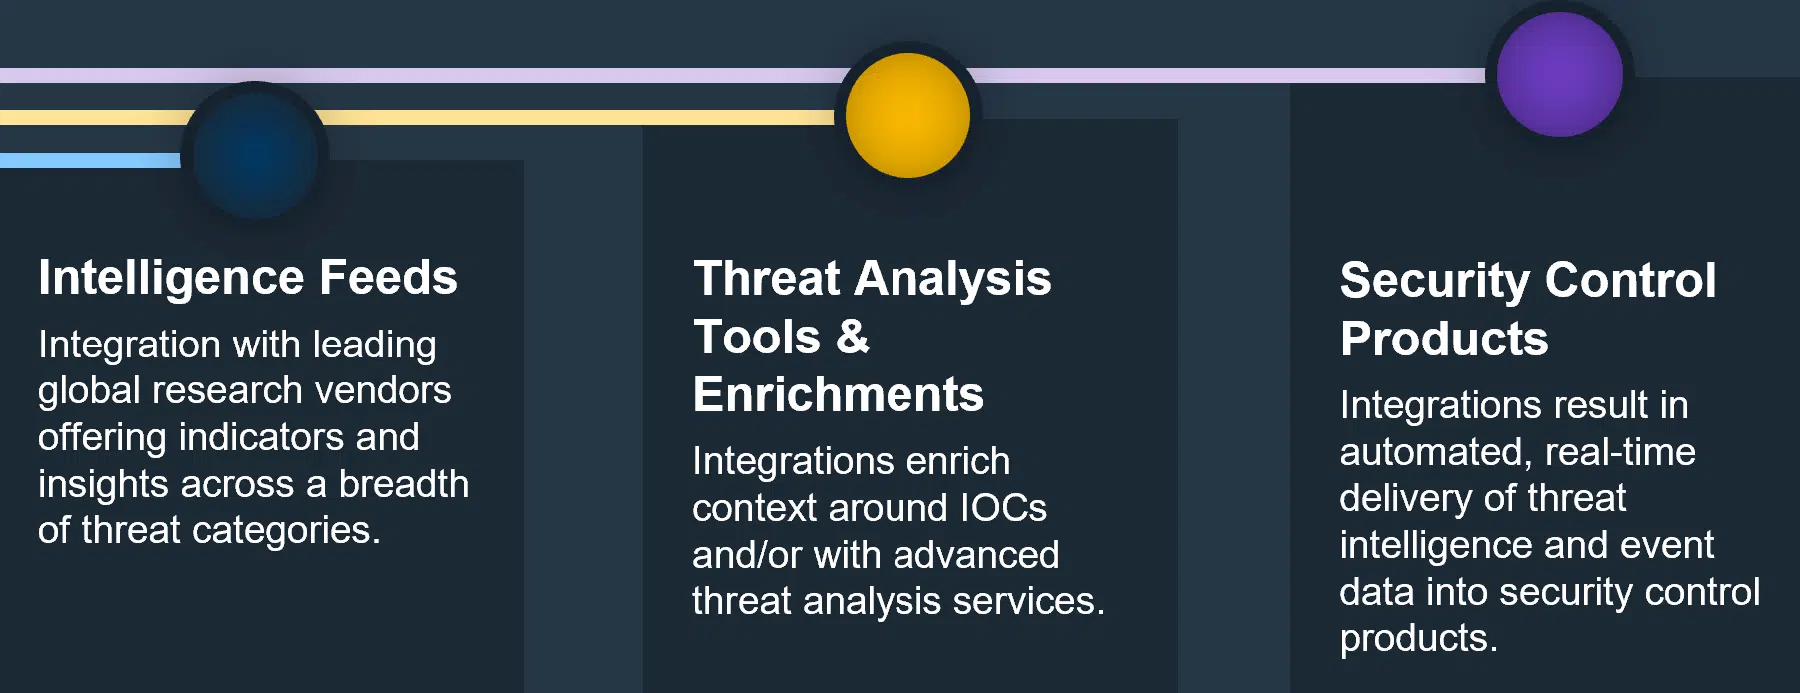 Intelligence Feeds
Integration with leading
global research vendors
offering indicators and
insights across a breadth
of threat categories.
Threat Analysis
Tools &
Enrichments
Integrations enrich
context around IOCs
and/or with advanced
threat analysis services.
Security Control
Products
Integrations result in
automated, real-time
delivery of threat
intelligence and event
data into security control
products.